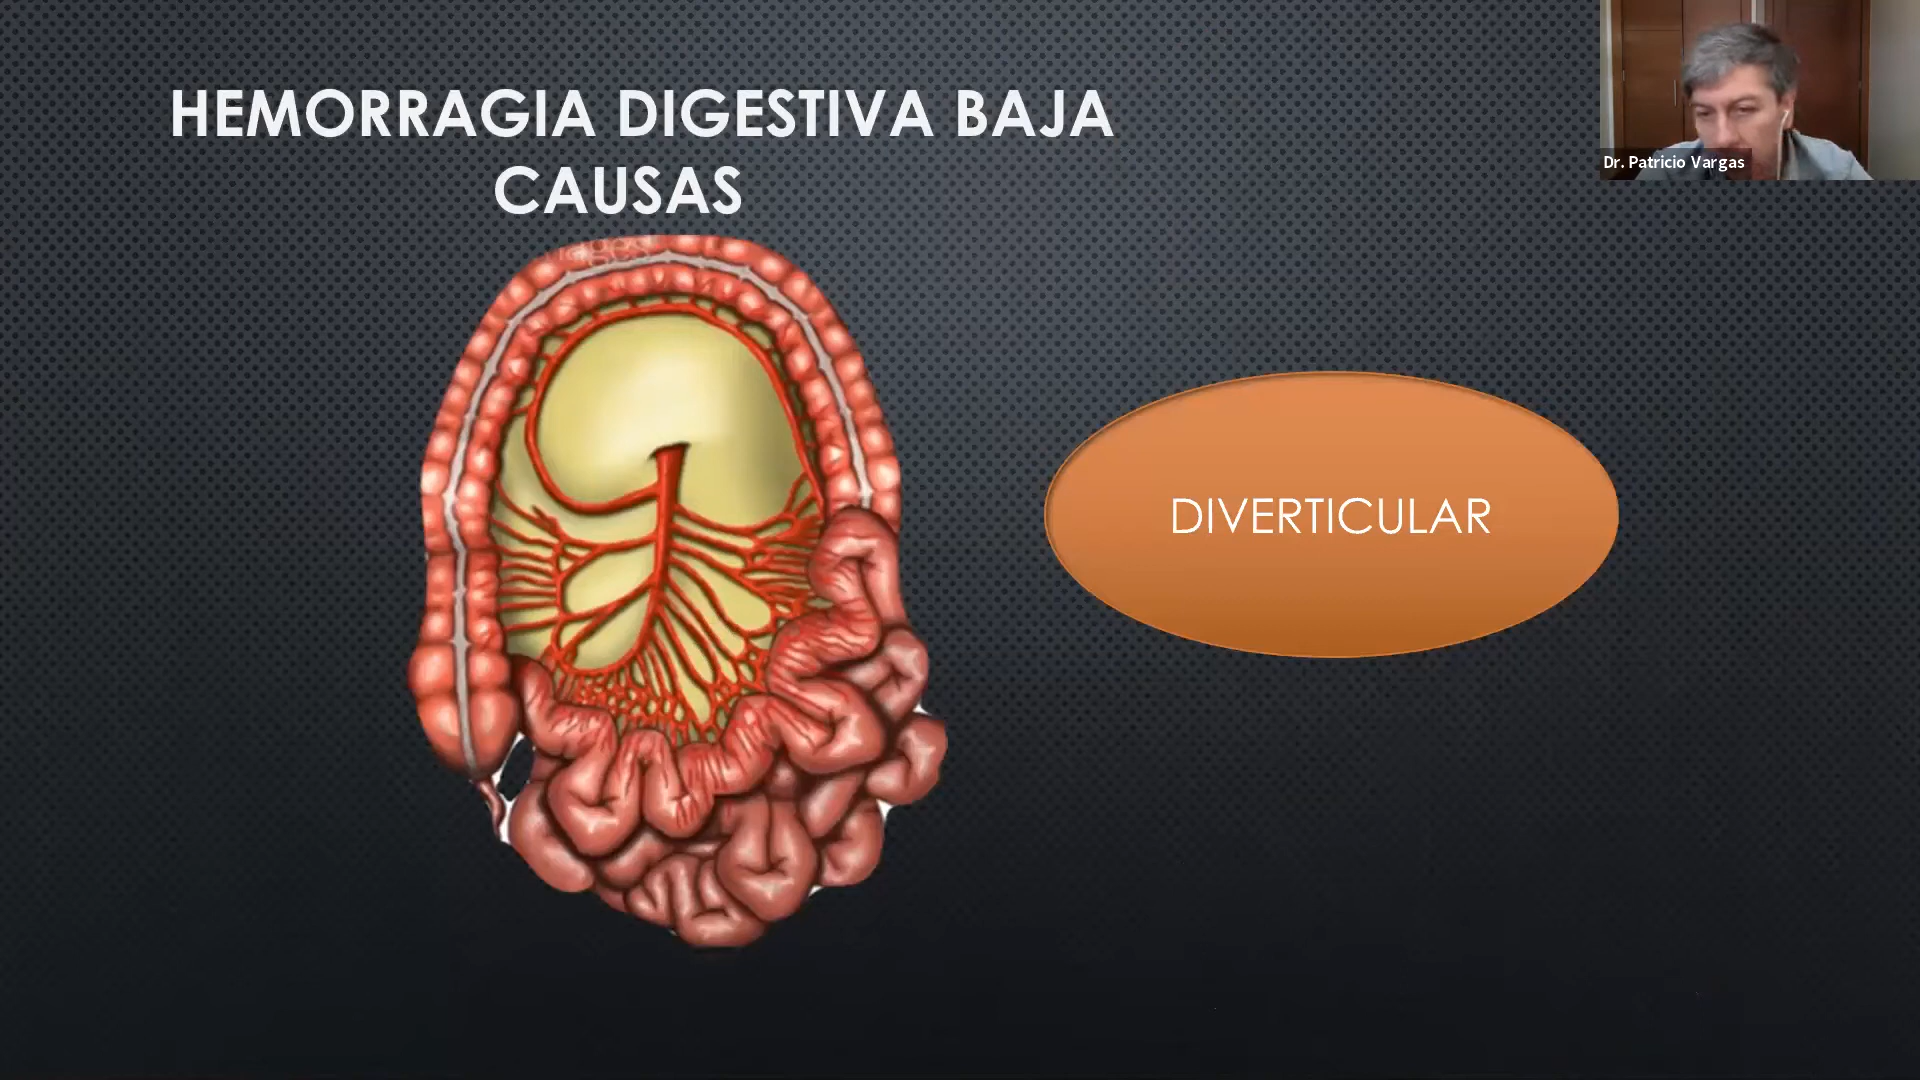 HEMORRAGIA DIGESTIVA BAJA
CAUSAS
Dr. Patricio Vargas
DIVERTICULAR